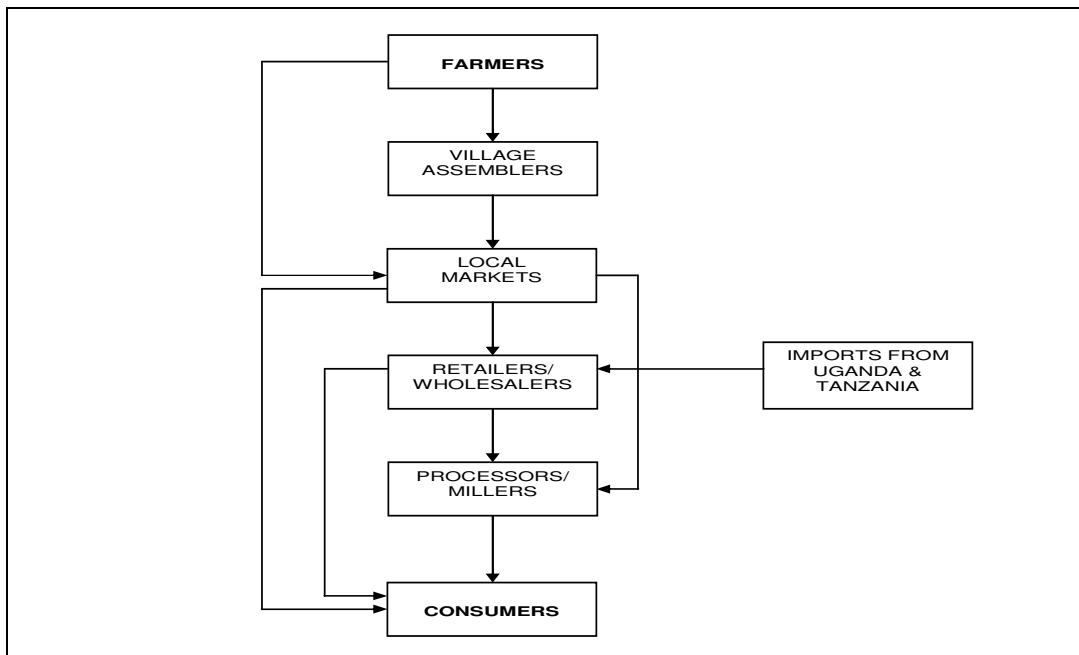 FARMERS
VILLAGE
ASSEMBLERS
LOCAL
MARKETS
RETAILERS/
WHOLESALERS
IMPORTS FROM
UGANDA &
TANZANIA
PROCESSORS/
MILLERS
CONSUMERS